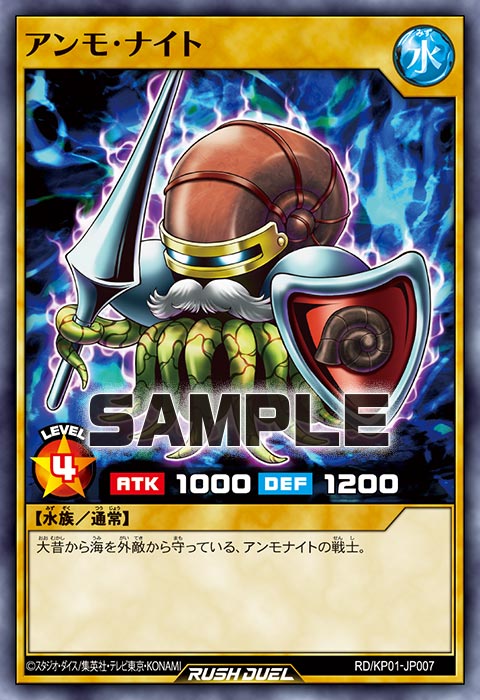 アンモ・ナイト
みず
水
SAMPLE
LEVEL
4
ATK 1000 DEF 1200
【水族／通常】
大昔から海を外敵から守っている、アンモナイトの戦士。
©スタジオ・ダイス/集英社・テレビ東京・KONAMI
RUSH DUEL
RD/KP01-JP007